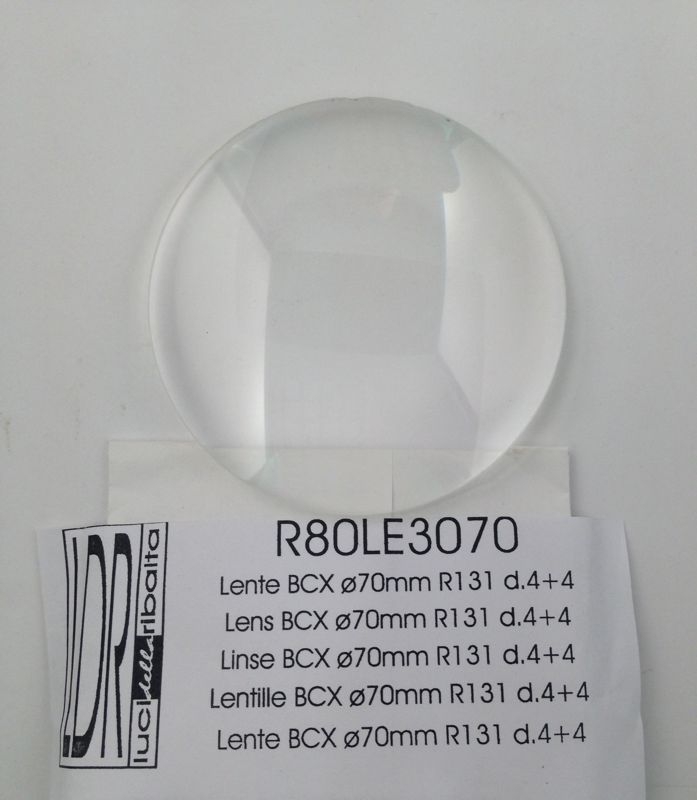 R80LE3070
Lente BCX ø70mm R131 d.4+4
Lens BCX ø70mm R131 d.4+4
Linse BCX ø70mm R131 d.4+4
Lentille BCX ø70mm R131 d.4+4
Lente BCX ø70mm R131 d.4+4
LDR
luci della ribalta